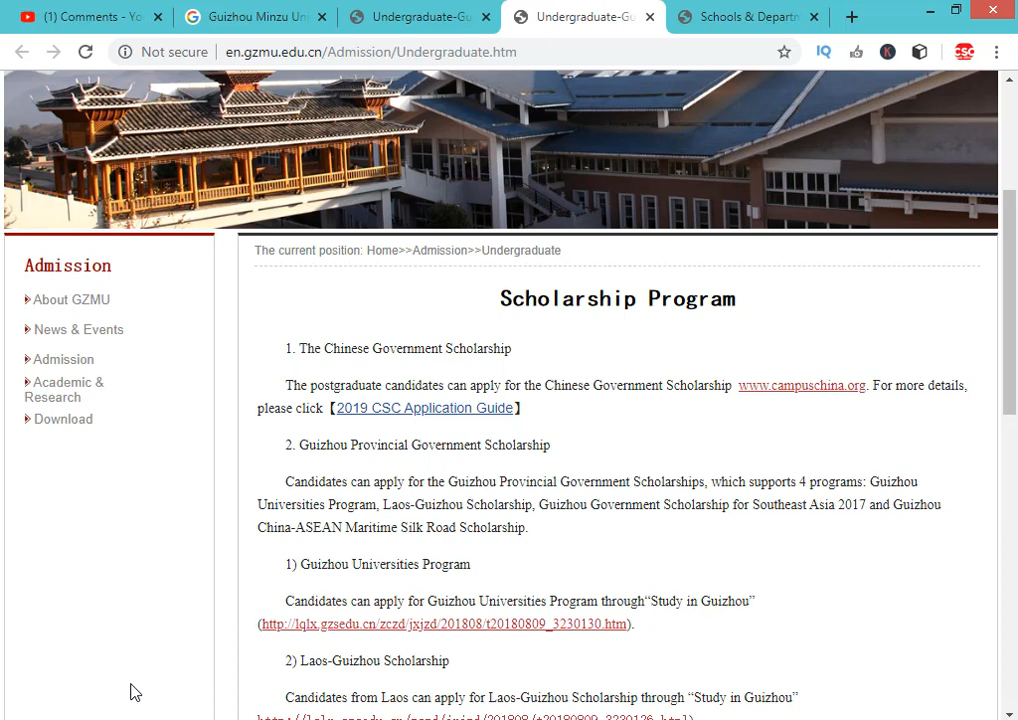 (1) Comments - Yo
Guizhou Minzu Un
Undergraduate-Gu
Undergraduate-Gu
Schools & Departm
Not secure
en.gzmu.edu.cn/Admission/Undergraduate.htm
IQ
K
CSC
Admission
About GZMU
News & Events
Admission
Academic &
Research
Download
The current position: Home>>Admission>>Undergraduate
Scholarship Program
1. The Chinese Government Scholarship
The postgraduate candidates can apply for the Chinese Government Scholarship www.campuschina.org. For more details,
please click【2019 CSC Application Guide】
2. Guizhou Provincial Government Scholarship
Candidates can apply for the Guizhou Provincial Government Scholarships, which supports 4 programs: Guizhou
Universities Program, Laos-Guizhou Scholarship, Guizhou Government Scholarship for Southeast Asia 2017 and Guizhou
China-ASEAN Maritime Silk Road Scholarship.
1) Guizhou Universities Program
Candidates can apply for Guizhou Universities Program through“Study in Guizhou”
(http://lqlx.gzsedu.cn/zczd/jxjzd/201808/t20180809_3230130.htm).
2) Laos-Guizhou Scholarship
Candidates from Laos can apply for Laos-Guizhou Scholarship through “Study in Guizhou”